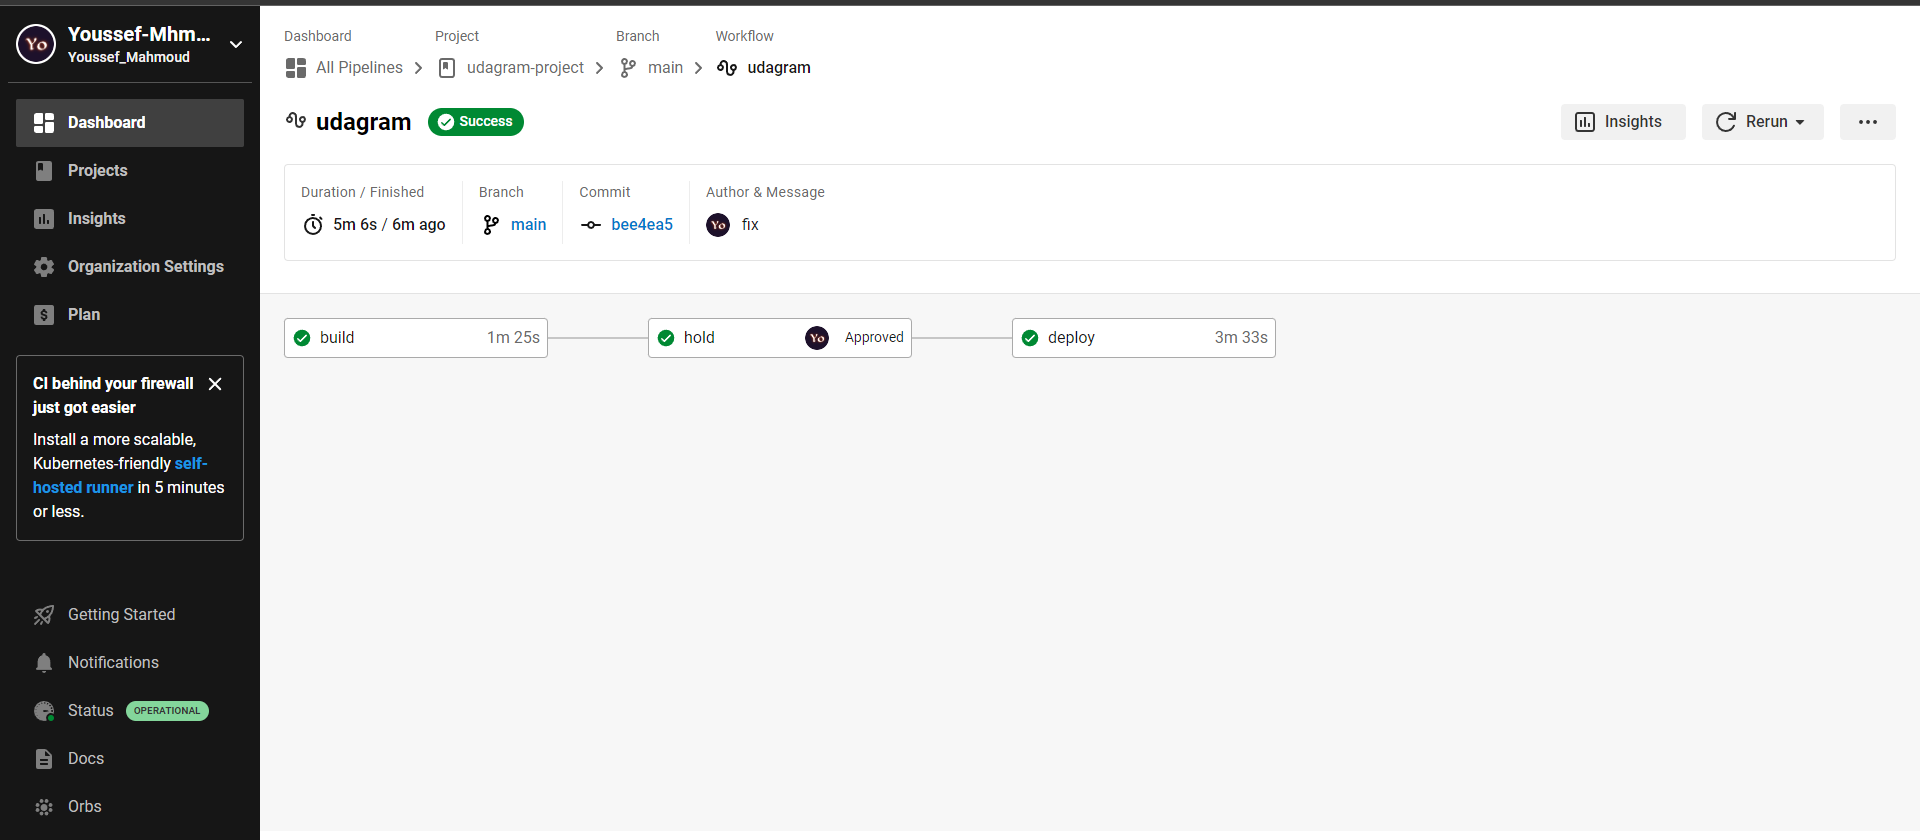 Yo
Youssef-Mhm...
Youssef_Mahmoud
Dashboard
Projects
Insights
Organization Settings
Plan
CI behind your firewall
just got easier
Install a more scalable,
Kubernetes-friendly self-
hosted runner in 5 minutes
or less.
Getting Started
Notifications
Status OPERATIONAL
Docs
Orbs
Dashboard Project Branch Workflow
All Pipelines udagram-project main udagram
udagram Success
Insights Rerun
Duration / Finished Branch Commit Author & Message
5m 6s / 6m ago main bee4ea5 Yo fix
build 1m 25s hold Yo Approved deploy 3m 33s